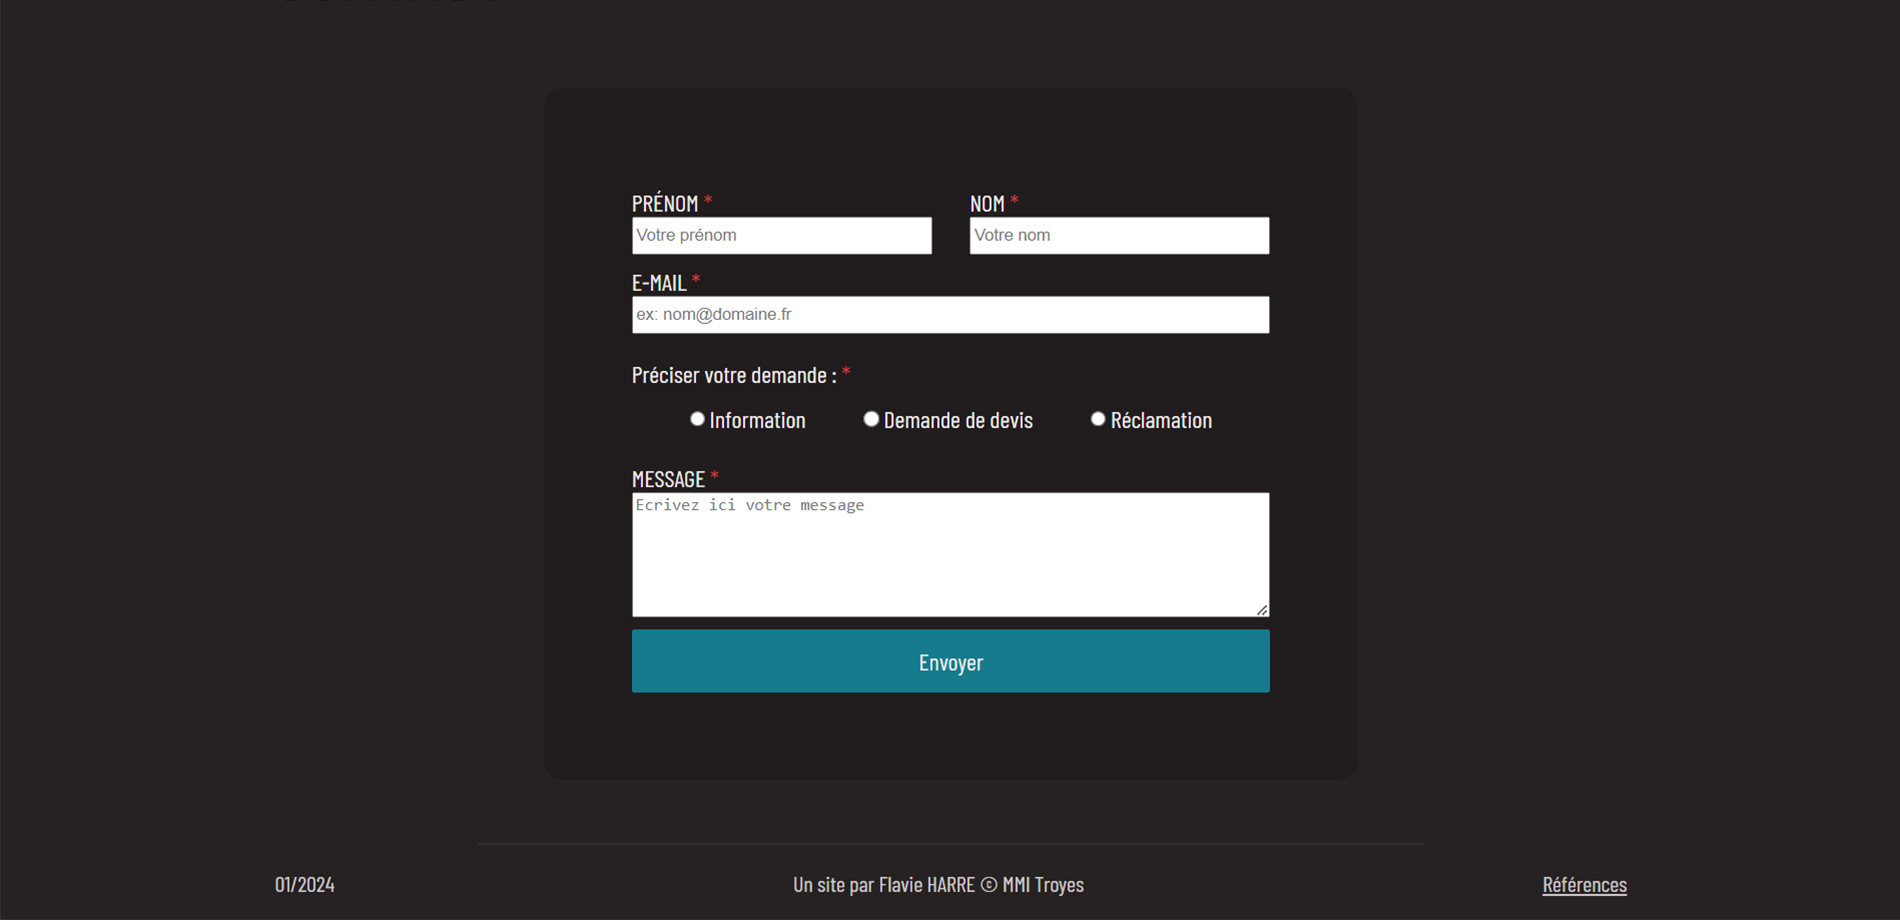 PRÉNOM * NOM *
Votre prénom Votre nom
E-MAIL *
ex: nom@domaine.fr
Préciser votre demande : *
Information Demande de devis Réclamation
MESSAGE *
Ecrivez ici votre message
Envoyer
01/2024 Un site par Flavie HARRE © MMI Troyes Références